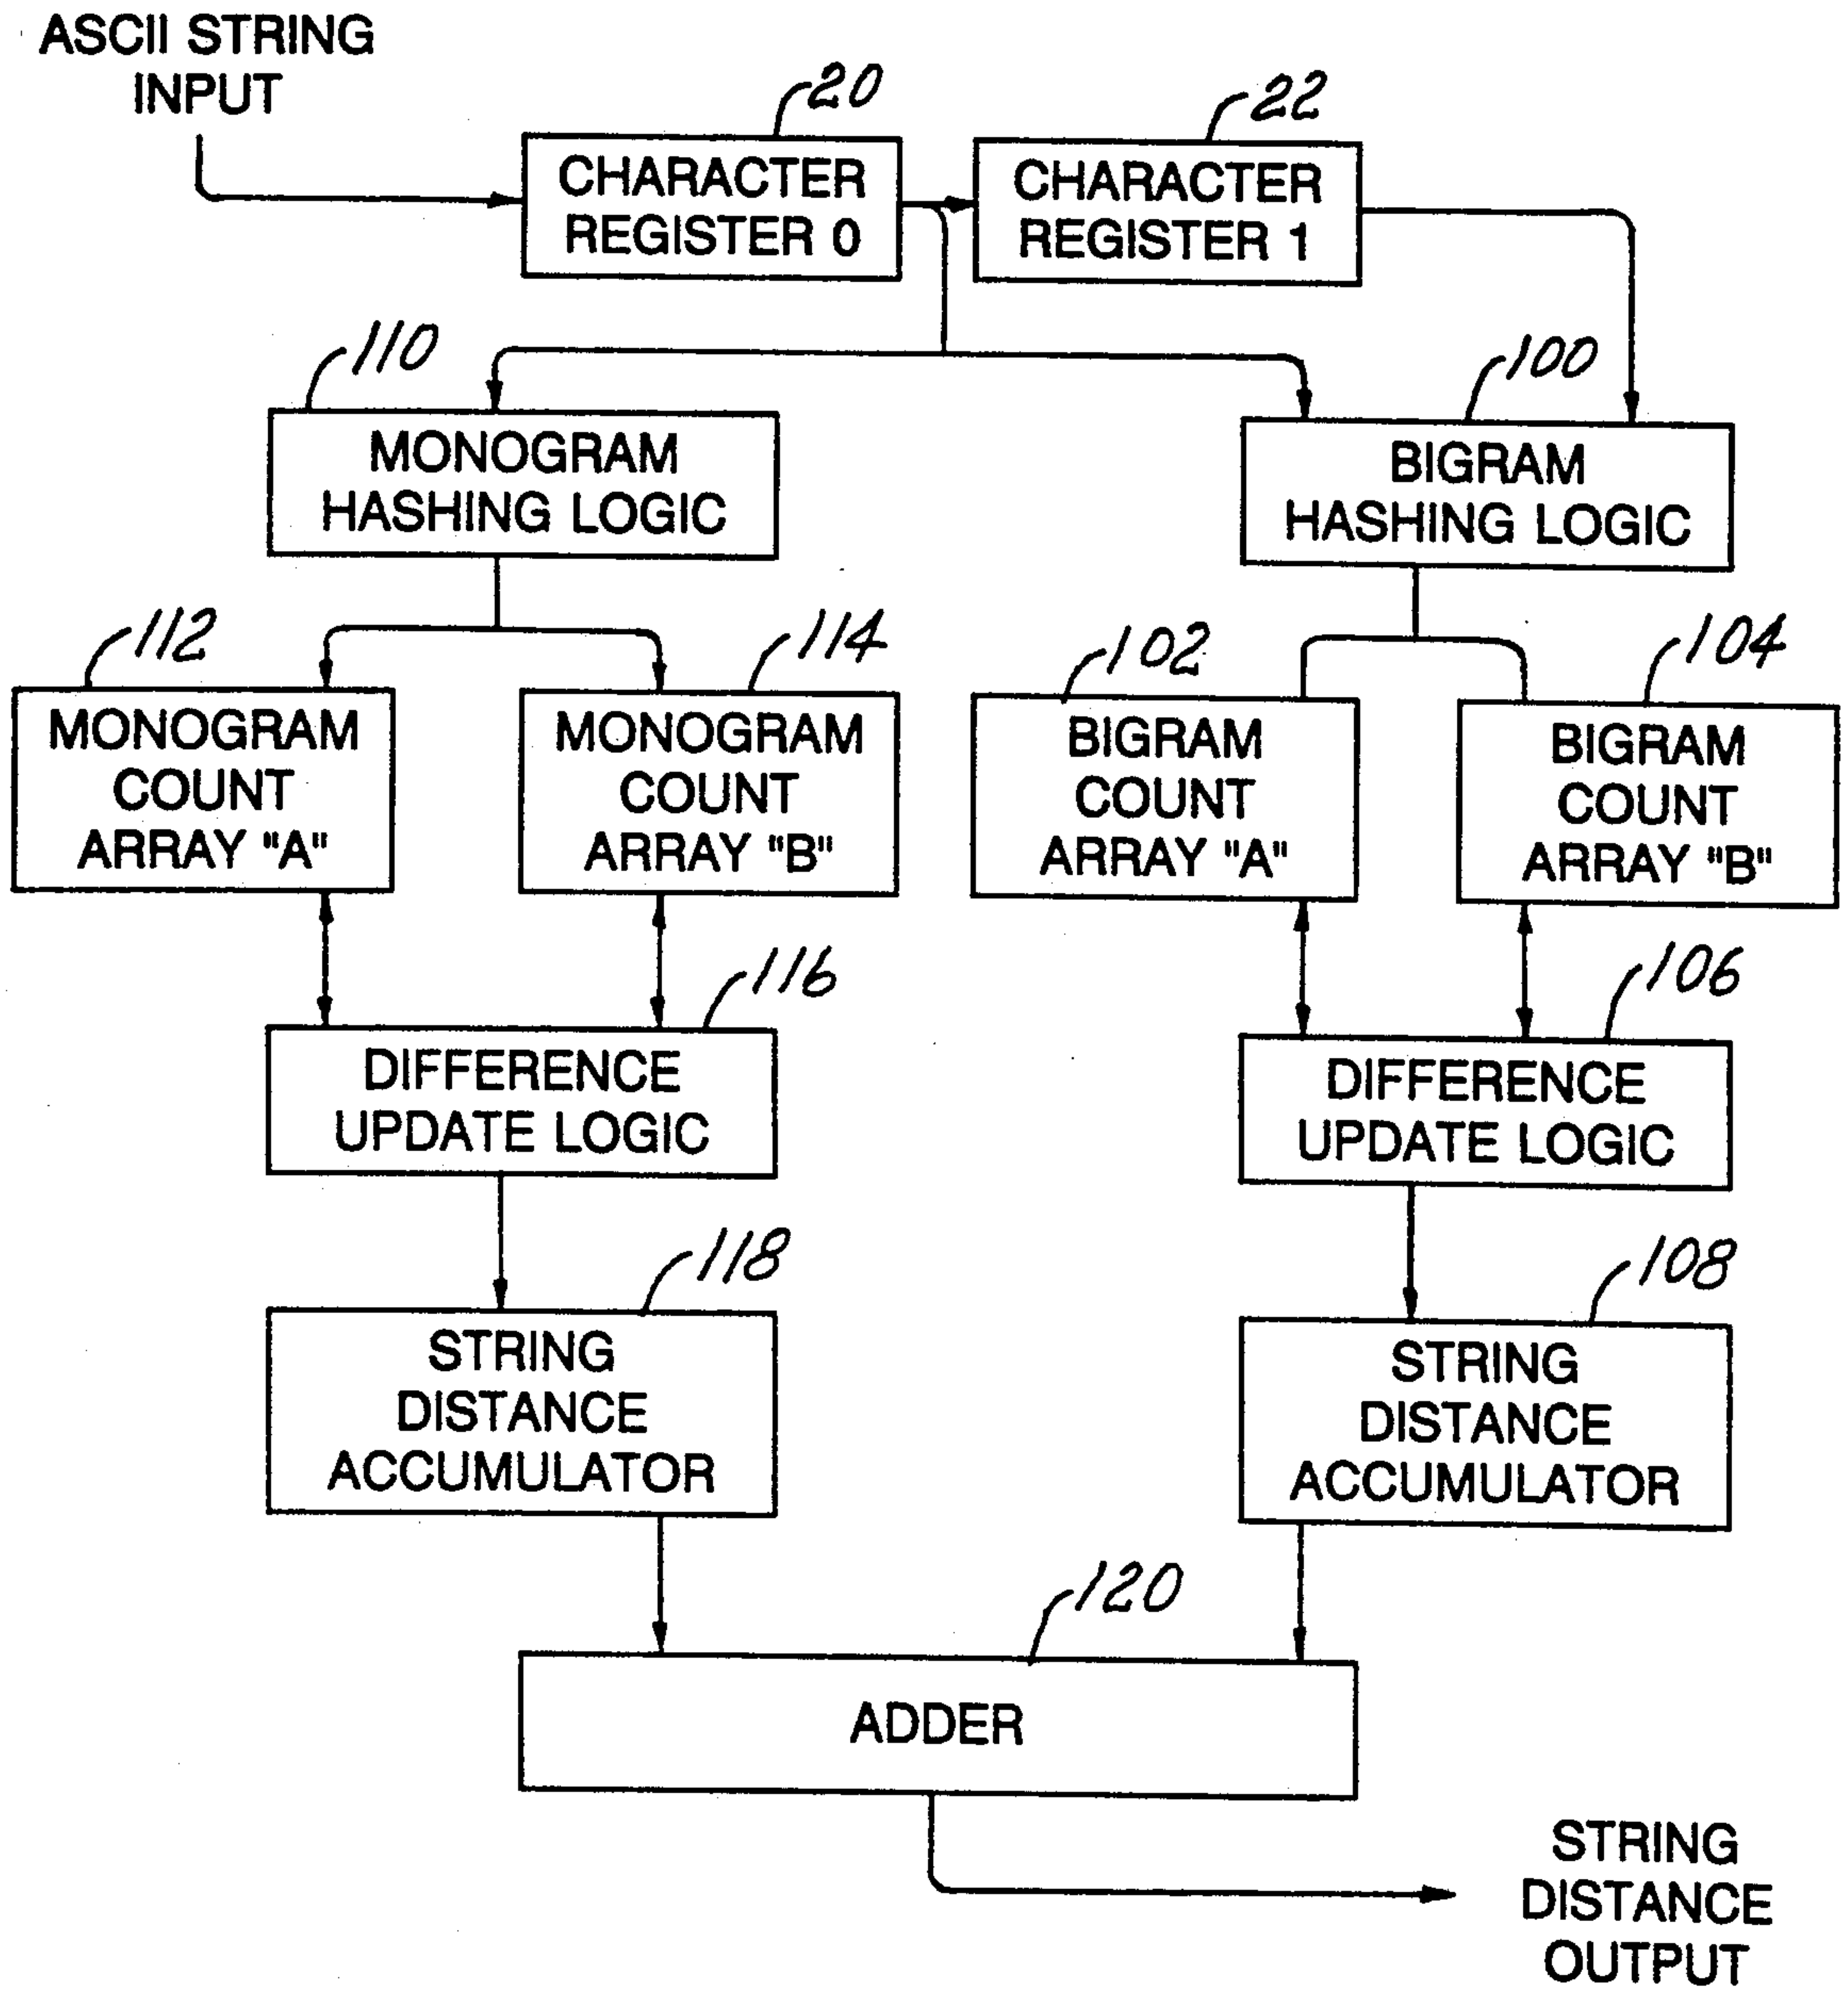 ASCII STRING
INPUT
20
22
CHARACTER
REGISTER 0
CHARACTER
REGISTER 1
110
100
MONOGRAM
HASHING LOGIC
BIGRAM
HASHING LOGIC
112
114
102
104
MONOGRAM
COUNT
ARRAY "A"
MONOGRAM
COUNT
ARRAY "B"
BIGRAM
COUNT
ARRAY "A"
BIGRAM
COUNT
ARRAY "B"
116
106
DIFFERENCE
UPDATE LOGIC
DIFFERENCE
UPDATE LOGIC
118
108
STRING
DISTANCE
ACCUMULATOR
STRING
DISTANCE
ACCUMULATOR
120
ADDER
STRING
DISTANCE
OUTPUT